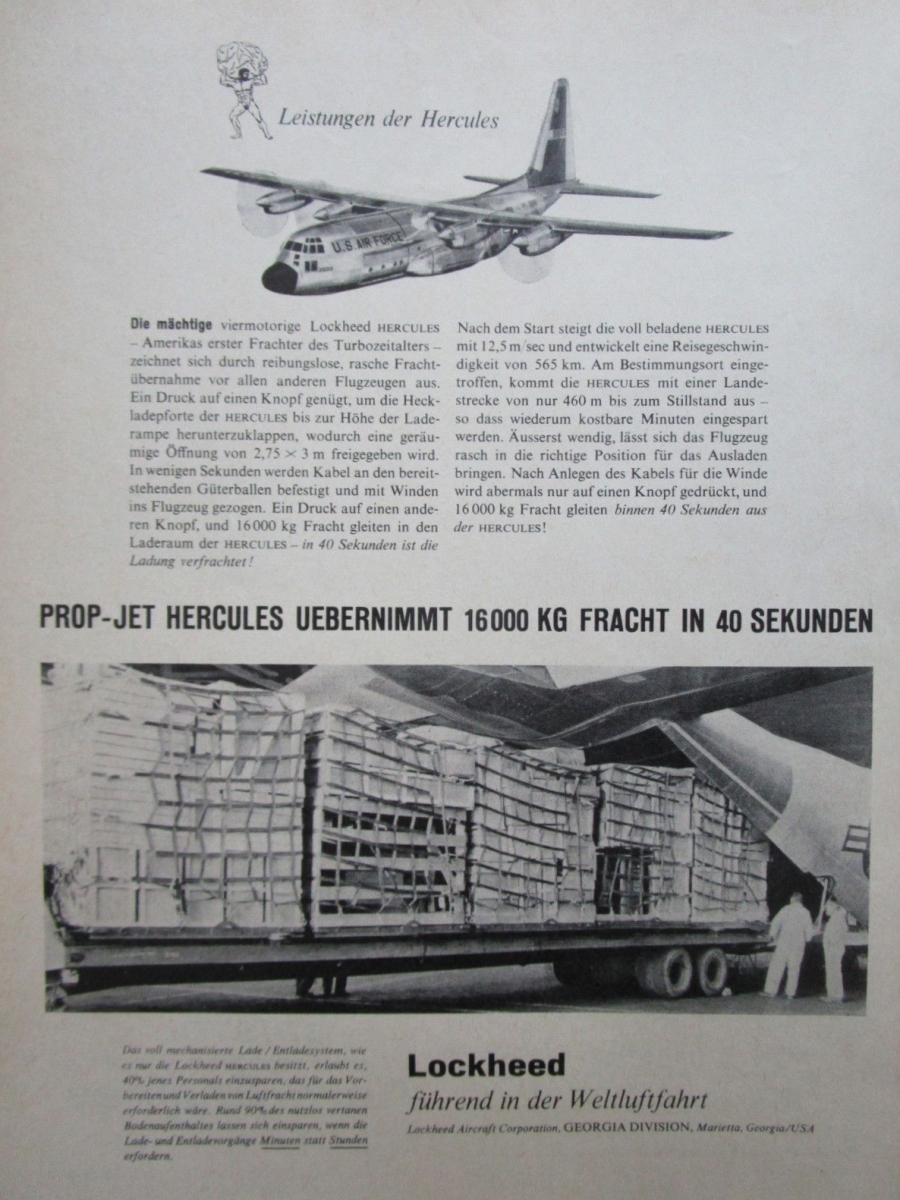 Leistungen der Hercules
U.S. AIR FORCE
Die mächtige viermotorige Lockheed HERCULES
– Amerikas erster Frachter des Turbozeitalters –
zeichnet sich durch reibungslose, rasche Fracht-
übernahme vor allen anderen Flugzeugen aus.
Ein Druck auf einen Knopf genügt, um die Heck-
ladepforte der HERCULES bis zur Höhe der Lade-
rampe herunterzuklappen, wodurch eine geräu-
mige Öffnung von 2,75 × 3 m freigegeben wird.
In wenigen Sekunden werden Kabel an den bereit-
stehenden Güterballen befestigt und mit Winden
ins Flugzeug gezogen. Ein Druck auf einen ande-
ren Knopf, und 16 000 kg Fracht gleiten in den
Laderaum der HERCULES – in 40 Sekunden ist die
Ladung verfrachtet!
Nach dem Start steigt die voll beladene HERCULES
mit 12,5 m/sec und entwickelt eine Reisegeschwin-
digkeit von 565 km. Am Bestimmungsort einge-
troffen, kommt die HERCULES mit einer Lande-
strecke von nur 460 m bis zum Stillstand aus –
so dass wiederum kostbare Minuten eingespart
werden. Äusserst wendig, lässt sich das Flugzeug
rasch in die richtige Position für das Ausladen
bringen. Nach Anlegen des Kabels für die Winde
wird abermals nur auf einen Knopf gedrückt, und
16 000 kg Fracht gleiten binnen 40 Sekunden aus
der HERCULES!
PROP-JET HERCULES UEBERNIMMT 16000 KG FRACHT IN 40 SEKUNDEN
Das voll mechanisierte Lade/Entladesystem, wie
es nur die Lockheed HERCULES besitzt, erlaubt es,
40% jenes Personals einzusparen, das für das Vor-
bereiten und Verladen von Luftfracht normalerweise
erforderlich wäre. Rund 90% des nutzlos vertanen
Bodenaufenthaltes lassen sich einsparen, wenn die
Lade- und Entladevorgänge Minuten statt Stunden
erfordern.
Lockheed
führend in der Weltluftfahrt
Lockheed Aircraft Corporation, GEORGIA DIVISION, Marietta, Georgia/USA